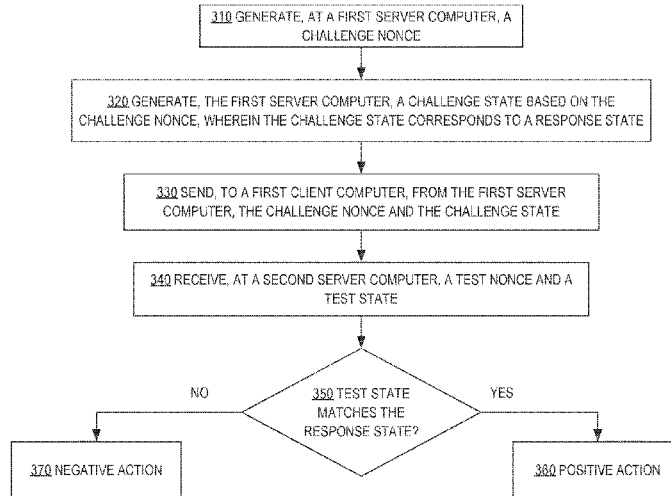 310 GENERATE, AT A FIRST SERVER COMPUTER, A
CHALLENGE NONCE
320 GENERATE, THE FIRST SERVER COMPUTER, A CHALLENGE STATE BASED ON THE
CHALLENGE NONCE, WHEREIN THE CHALLENGE STATE CORRESPONDS TO A RESPONSE STATE
330 SEND, TO A FIRST CLIENT COMPUTER, FROM THE FIRST SERVER
COMPUTER, THE CHALLENGE NONCE AND THE CHALLENGE STATE
340 RECEIVE, AT A SECOND SERVER COMPUTER, A TEST NONCE AND A
TEST STATE
NO
350 TEST STATE
MATCHES THE
RESPONSE STATE?
YES
370 NEGATIVE ACTION
360 POSITIVE ACTION